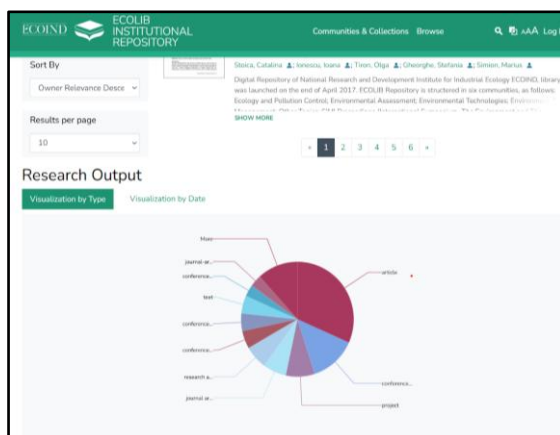 ECOIND
ECOLIB
INSTITUTIONAL
REPOSITORY
Communities & Collections Browse
AAA Log
Sort By
Owner Relevance Desce
Results per page
10
Stoica, Catalina ; Ionescu, Ioana ; Tiron, Olga ; Gheorghe, Stefania ; Simion, Marius
Digital Repository of National Research and Development Institute for Industrial Ecology ECOIND, library
was launched on the end of April 2017. ECOLIB Repository is structered in six communities, as follows:
Ecology and Pollution Control; Environmental Assessment; Environmental Technologies;
SHOW MORE
« 1 2 3 4 5 6 »
Research Output
Visualization by Type Visualization by Date
journal-ar...
article
conference...
text
conference...
conference...
research a...
conference...
journal ar...
project